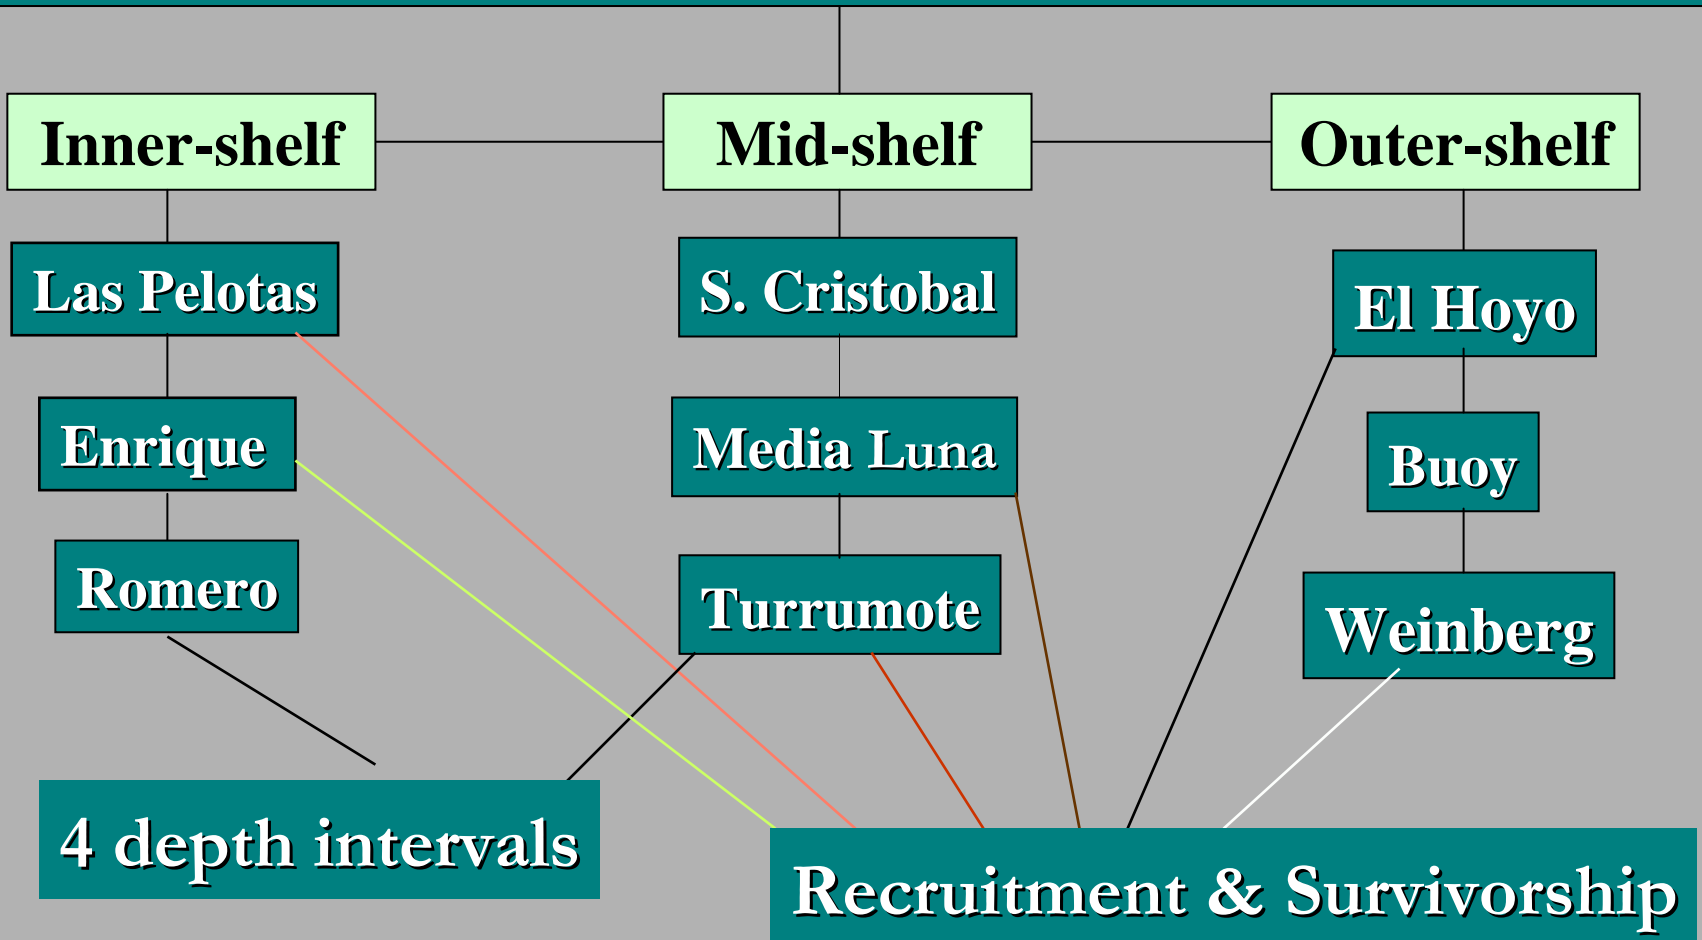 Inner-shelf
Mid-shelf
Outer-shelf
Las Pelotas
S. Cristobal
El Hoyo
Enrique
Media Luna
Buoy
Romero
Turrumote
Weinberg
4 depth intervals
Recruitment & Survivorship